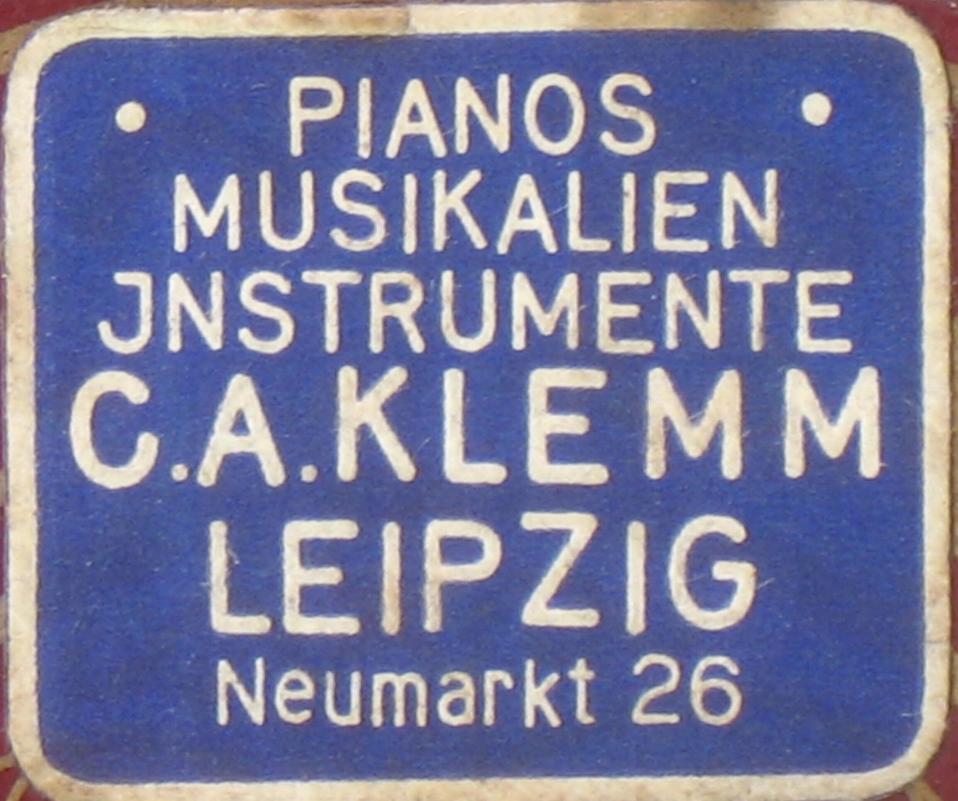 PIANOS
MUSIKALIEN
JNSTRUMENTE
C.A.KLEMM
LEIPZIG
Neumarkt 26